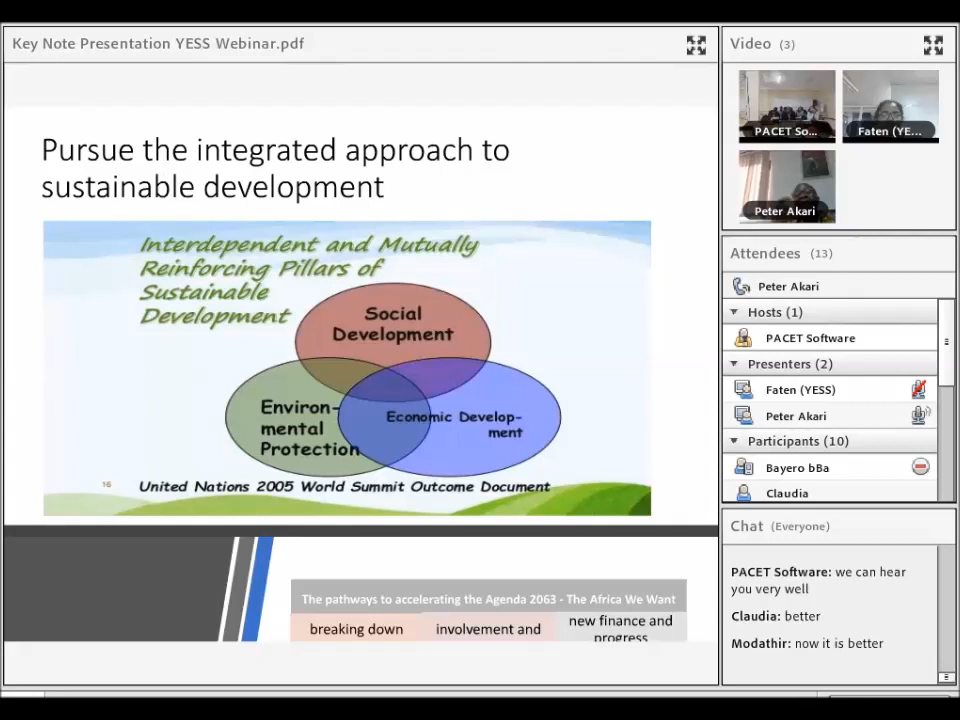 Key Note Presentation YESS Webinar.pdf
Pursue the integrated approach to
sustainable development
Interdependent and Mutually
Reinforcing Pillars of
Sustainable
Development
Social
Development
Environ-
mental
Protection
Economic Develop-
ment
16
United Nations 2005 World Summit Outcome Document
The pathways to accelerating the Agenda 2063 - The Africa We Want
breaking down
involvement and
new finance and
progress
Video (3)
PACET So...
Faten (YE...
Peter Akari
Attendees (13)
Peter Akari
Hosts (1)
PACET Software
Presenters (2)
Faten (YESS)
Peter Akari
Participants (10)
Bayero bBa
Claudia
Chat (Everyone)
PACET Software: we can hear
you very well
Claudia: better
Modathir: now it is better